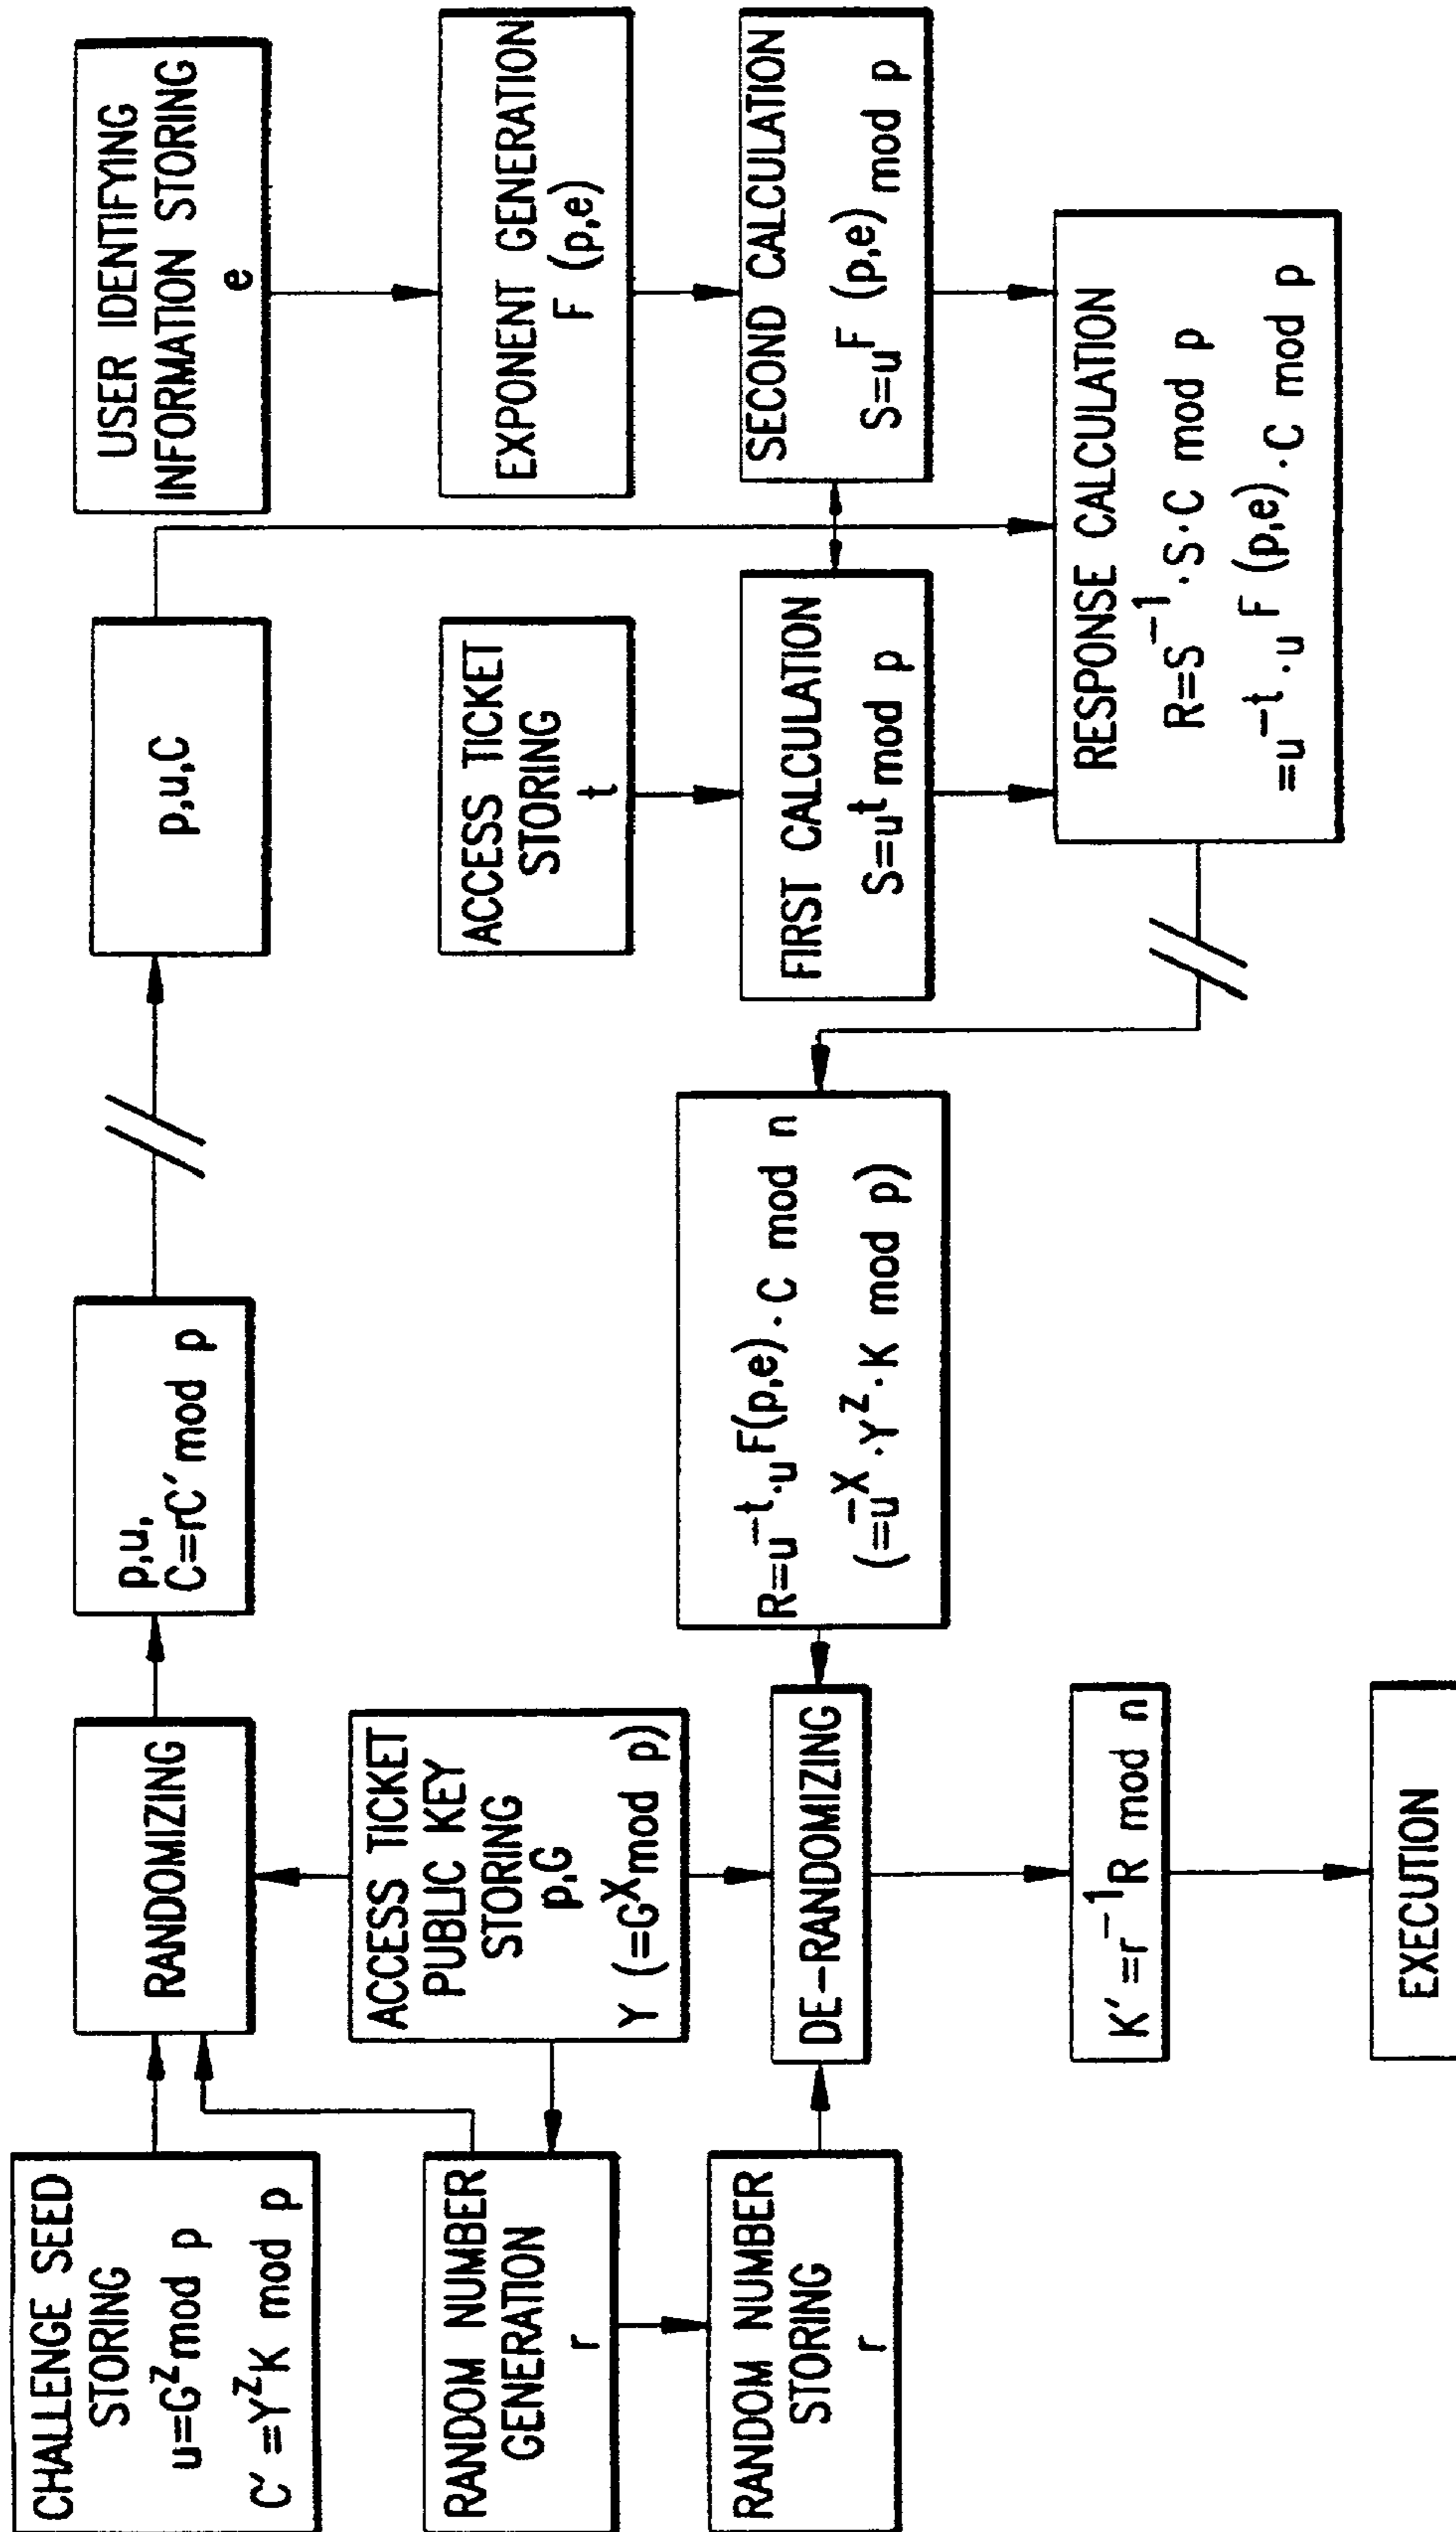 CHALLENGE SEED
STORING
u=G^Z mod p
C′=Y^Z K mod p
RANDOMIZING
p,u,
C=rC′ mod p
p,u,C
USER IDENTIFYING
INFORMATION STORING
e
RANDOM NUMBER
GENERATION
r
ACCESS TICKET
PUBLIC KEY
STORING
p,G
Y (=G^X mod p)
ACCESS TICKET
STORING
t
EXPONENT GENERATION
F (p,e)
RANDOM NUMBER
STORING
r
DE-RANDOMIZING
R=u^-t·u^F(p,e)·C mod n
(=u^-X·Y^Z·K mod p)
FIRST CALCULATION
S=u^t mod p
SECOND CALCULATION
S=u^F (p,e) mod p
K′=r^-1 R mod n
RESPONSE CALCULATION
R=S^-1·S·C mod p
=u^-t·u^F (p,e)·C mod p
EXECUTION